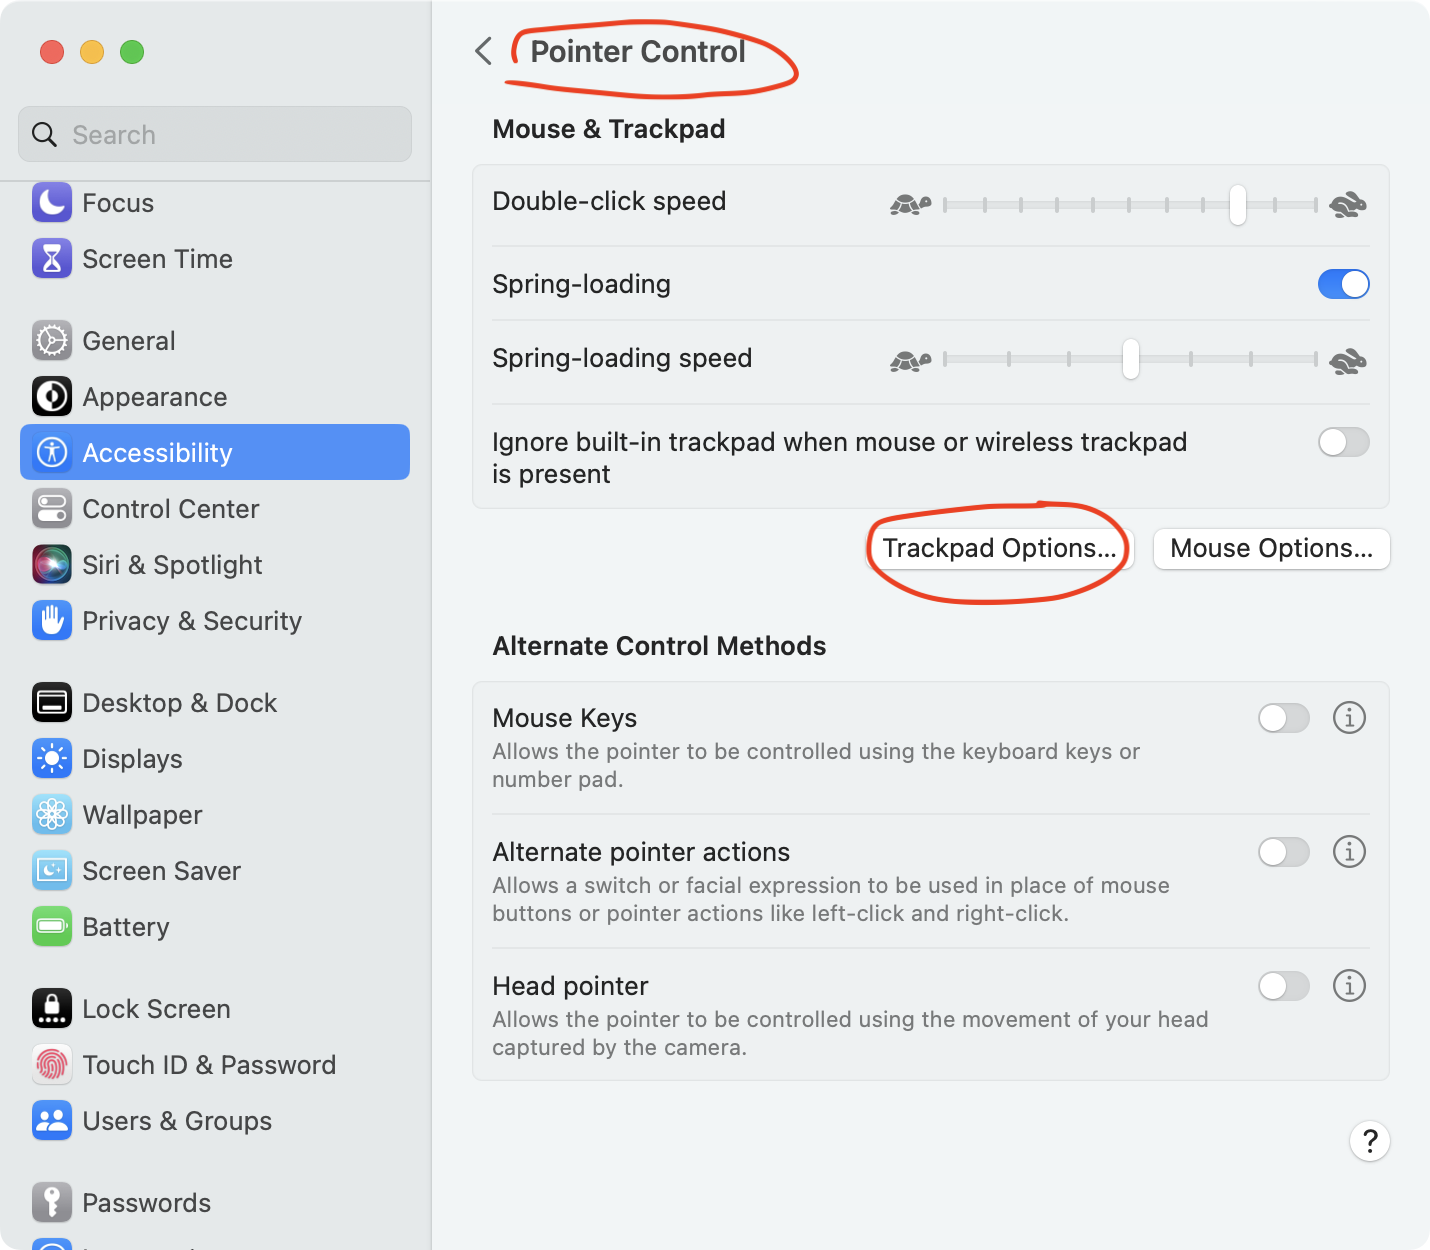 Search
Focus
Screen Time
General
Appearance
Accessibility
Control Center
Siri & Spotlight
Privacy & Security
Desktop & Dock
Displays
Wallpaper
Screen Saver
Battery
Lock Screen
Touch ID & Password
Users & Groups
Passwords
Pointer Control
Mouse & Trackpad
Double-click speed
Spring-loading
Spring-loading speed
Ignore built-in trackpad when mouse or wireless trackpad
is present
Trackpad Options...
Mouse Options...
Alternate Control Methods
Mouse Keys
Allows the pointer to be controlled using the keyboard keys or
number pad.
Alternate pointer actions
Allows a switch or facial expression to be used in place of mouse
buttons or pointer actions like left-click and right-click.
Head pointer
Allows the pointer to be controlled using the movement of your head
captured by the camera.
?